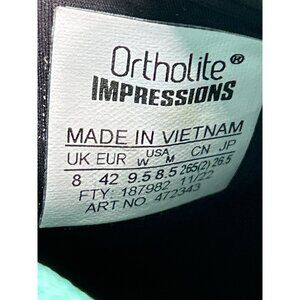 Ortholite®
IMPRESSIONS
MADE IN VIETNAM
UK EUR USA CN JP
W M
8 42 9.5 8.5 265(2) 26.5
FTY: 187982 11/22
ART NO: 472343